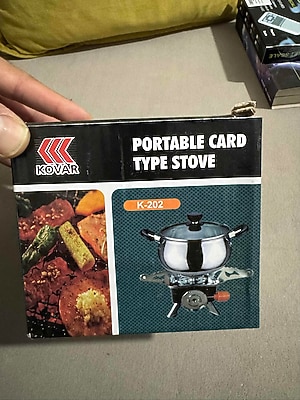 KOVAR
PORTABLE CARD
TYPE STOVE
K-202